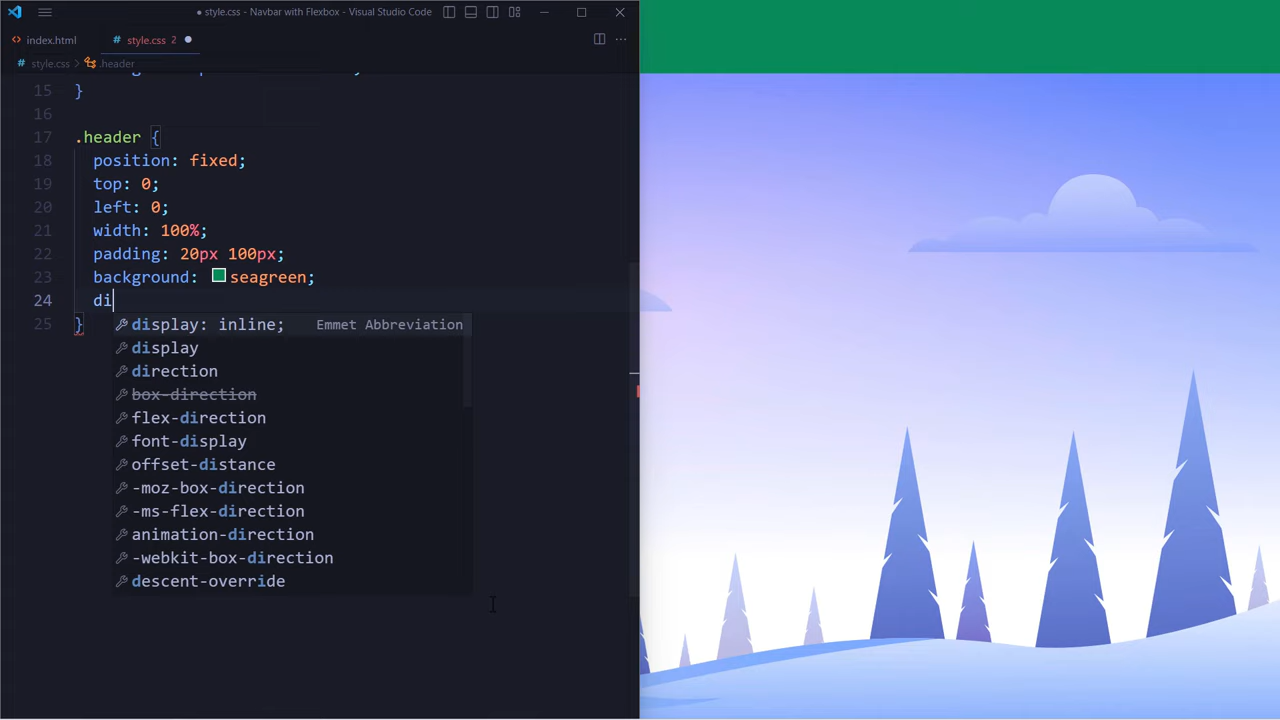 ● style.css - Navbar with Flexbox - Visual Studio Code
index.html
# style.css 2 ●
# style.css > .header
15 }
16
17 .header {
18 position: fixed;
19 top: 0;
20 left: 0;
21 width: 100%;
22 padding: 20px 100px;
23 background: seagreen;
24 di
25 }
display: inline; Emmet Abbreviation
display
direction
box-direction
flex-direction
font-display
offset-distance
-moz-box-direction
-ms-flex-direction
animation-direction
-webkit-box-direction
descent-override